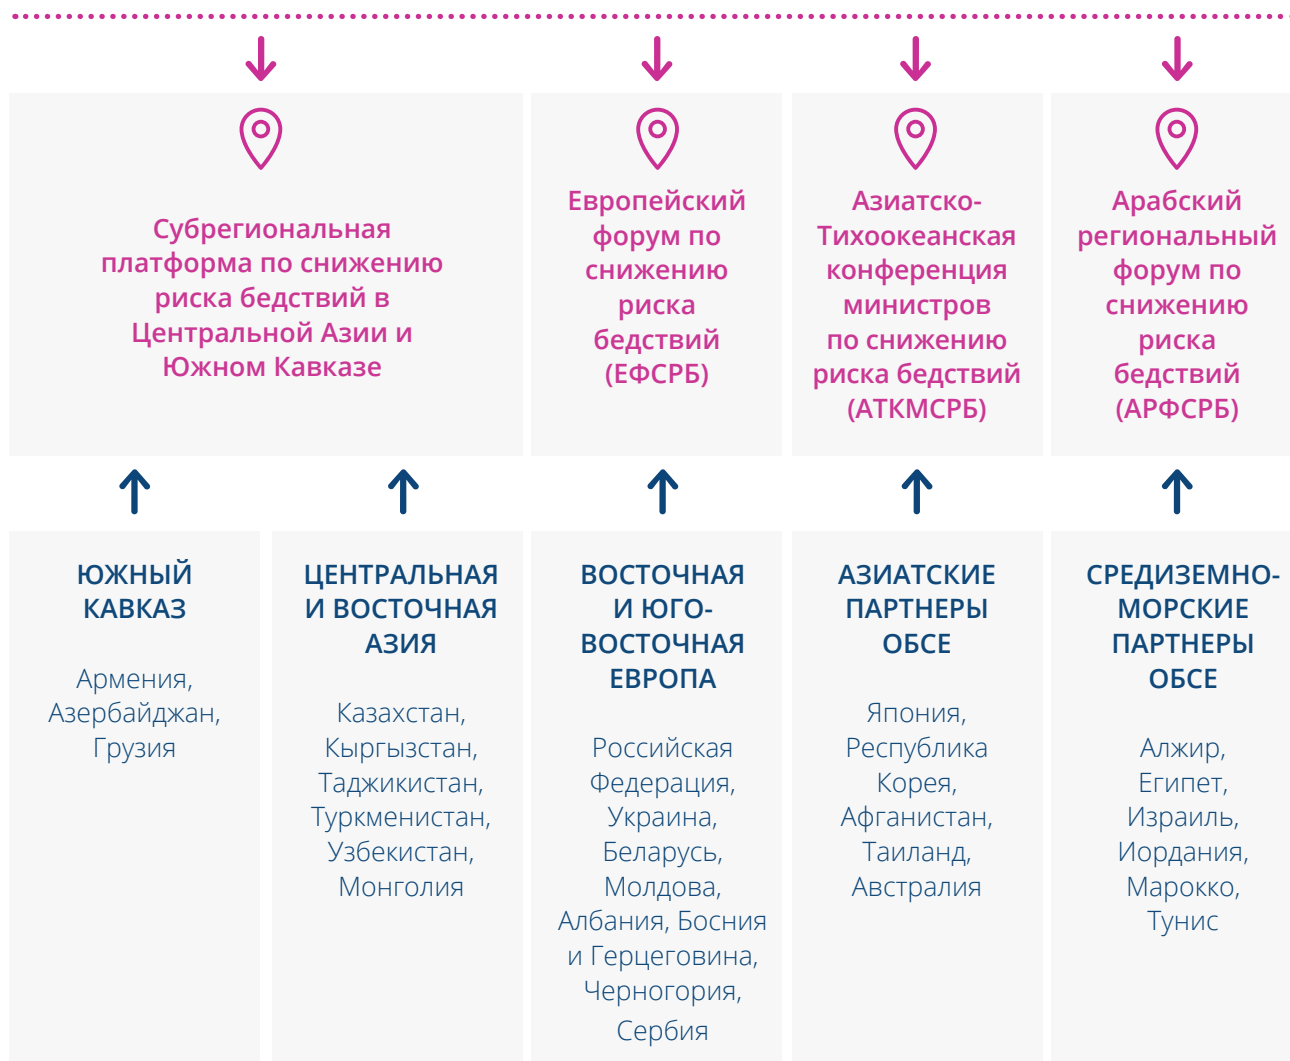 Субрегиональная
платформа по снижению
риска бедствий в
Центральной Азии и
Южном Кавказе
Европейский
форум по
снижению
риска
бедствий
(ЕФСРБ)
Азиатско-
Тихоокеанская
конференция
министров
по снижению
риска бедствий
(АТКМСРБ)
Арабский
региональный
форум по
снижению
риска
бедствий
(АРФСРБ)
ЮЖНЫЙ
КАВКАЗ
Армения,
Азербайджан,
Грузия
ЦЕНТРАЛЬНАЯ
И ВОСТОЧНАЯ
АЗИЯ
Казахстан,
Кыргызстан,
Таджикистан,
Туркменистан,
Узбекистан,
Монголия
ВОСТОЧНАЯ
И ЮГО-
ВОСТОЧНАЯ
ЕВРОПА
Российская
Федерация,
Украина,
Беларусь,
Молдова,
Албания, Босния
и Герцеговина,
Черногория,
Сербия
АЗИАТСКИЕ
ПАРТНЕРЫ
ОБСЕ
Япония,
Республика
Корея,
Афганистан,
Таиланд,
Австралия
СРЕДИЗЕМНО-
МОРСКИЕ
ПАРТНЕРЫ
ОБСЕ
Алжир,
Египет,
Израиль,
Иордания,
Марокко,
Тунис